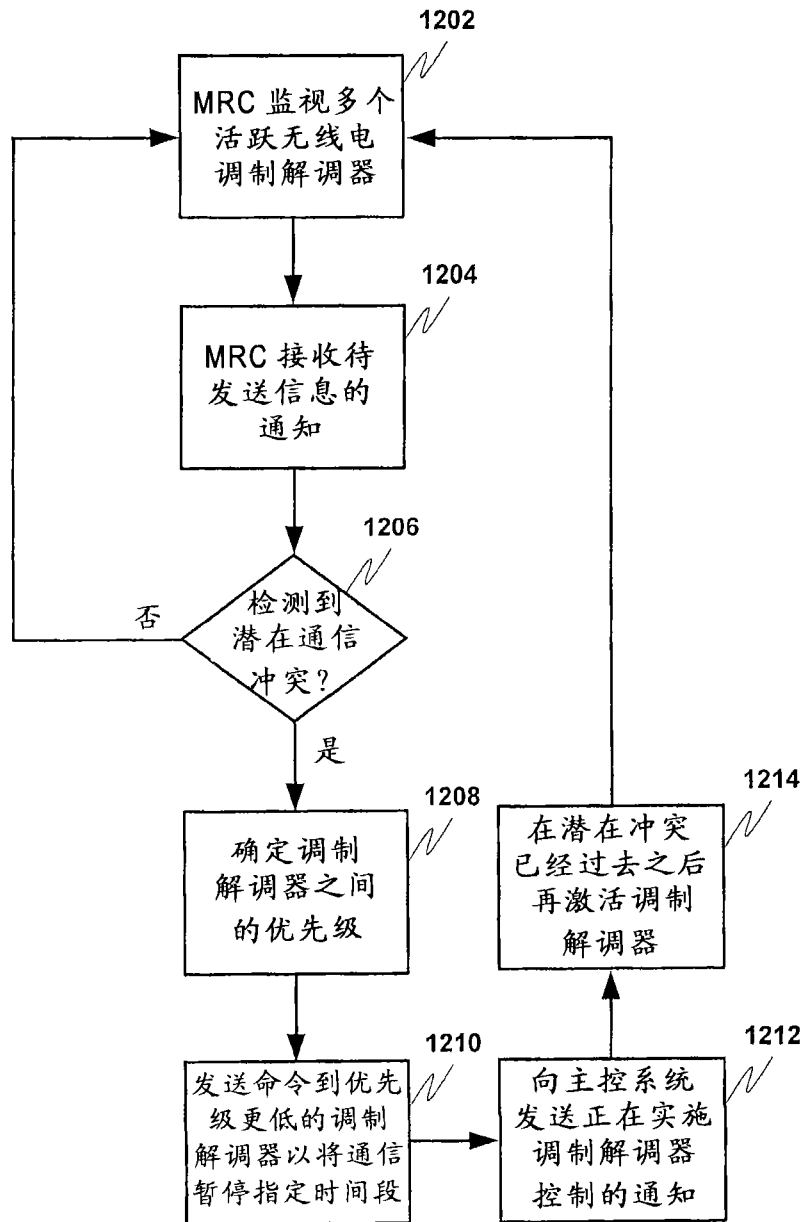 1202
MRC 监视多个
活跃无线电
调制解调器
1204
MRC 接收待
发送信息的
通知
1206
检测到
潜在通信
冲突?
否
是
1208
确定调制
解调器之间
的优先级
1210
发送命令到优先
级更低的调制
解调器以将通信
暂停指定时间段
1212
向主控系统
发送正在实施
调制解调器
控制的通知
1214
在潜在冲突
已经过去之后
再激活调制
解调器